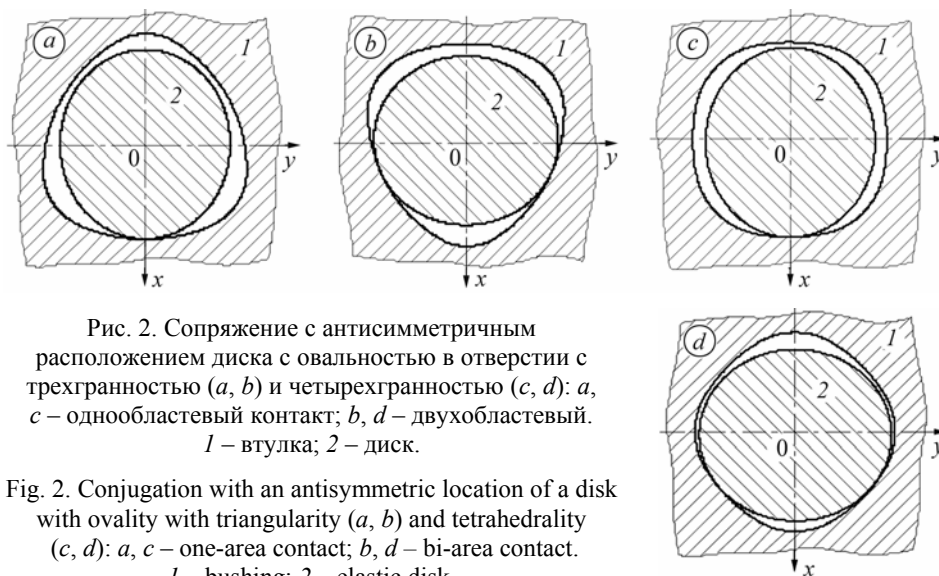 a 1 2 0 y x
b 1 2 0 y x
c 1 2 0 y x
Рис. 2. Сопряжение с антисимметричным
расположением диска с овальностью в отверстии с
трехгранностью (a, b) и четырехгранностью (c, d): a,
c – однообластевый контакт; b, d – двухобластевый.
1 – втулка; 2 – диск.
Fig. 2. Conjugation with an antisymmetric location of a disk
with ovality with triangularity (a, b) and tetrahedrality
(c, d): a, c – one-area contact; b, d – bi-area contact.
1 – bushing; 2 – elastic disk
d 1 2 0 y x